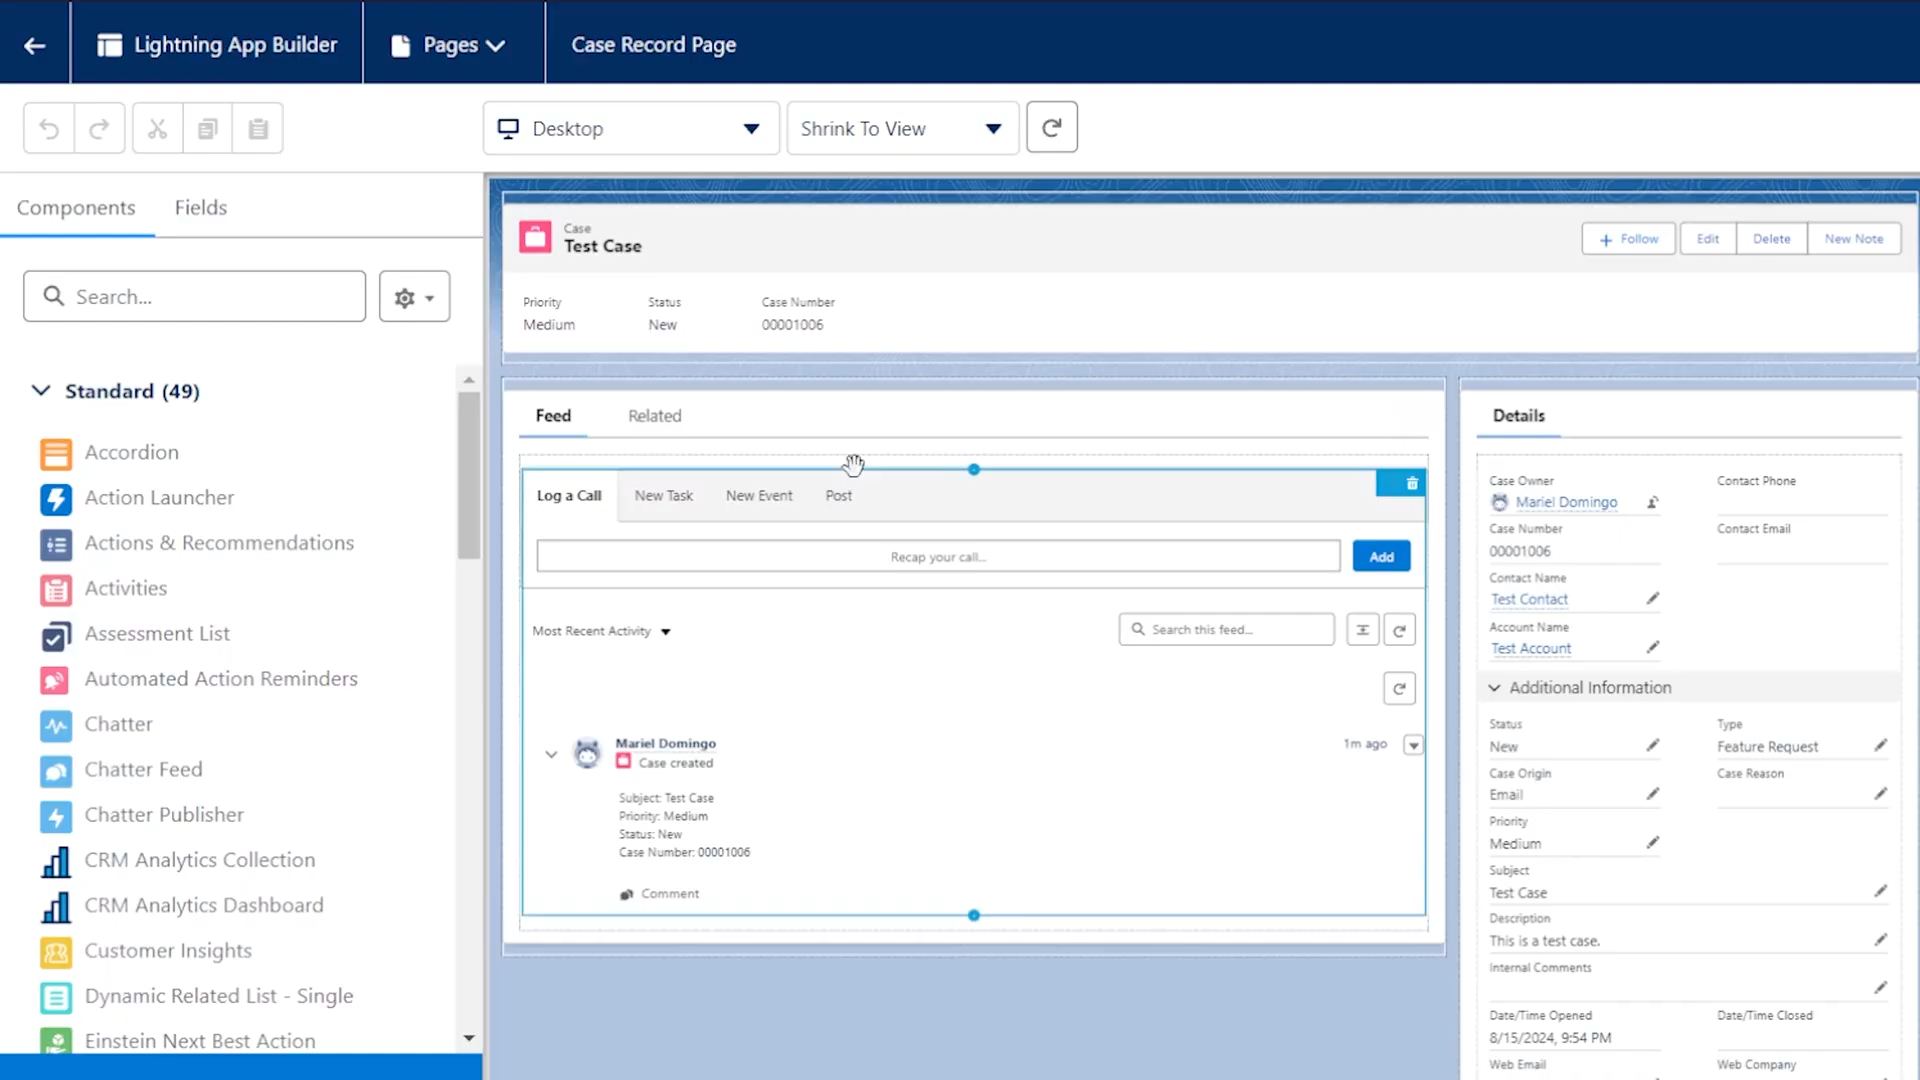 Lightning App Builder
Pages
Case Record Page
Desktop
Shrink To View
Components
Fields
Search...
Standard (49)
Accordion
Action Launcher
Actions & Recommendations
Activities
Assessment List
Automated Action Reminders
Chatter
Chatter Feed
Chatter Publisher
CRM Analytics Collection
CRM Analytics Dashboard
Customer Insights
Dynamic Related List - Single
Einstein Next Best Action
Case
Test Case
Follow
Edit
Delete
New Note
Priority
Status
Case Number
Medium
New
00001006
Feed
Related
Log a Call
New Task
New Event
Post
Recap your call...
Add
Most Recent Activity
Search this feed...
Mariel Domingo
Case created
1m ago
Subject: Test Case
Priority: Medium
Status: New
Case Number: 00001006
Comment
Details
Case Owner
Contact Phone
Mariel Domingo
Case Number
Contact Email
00001006
Contact Name
Test Contact
Account Name
Test Account
Additional Information
Status
Type
New
Feature Request
Case Origin
Case Reason
Email
Priority
Medium
Subject
Test Case
Description
This is a test case.
Internal Comments
Date/Time Opened
Date/Time Closed
8/15/2024, 9:54 PM
Web Email
Web Company